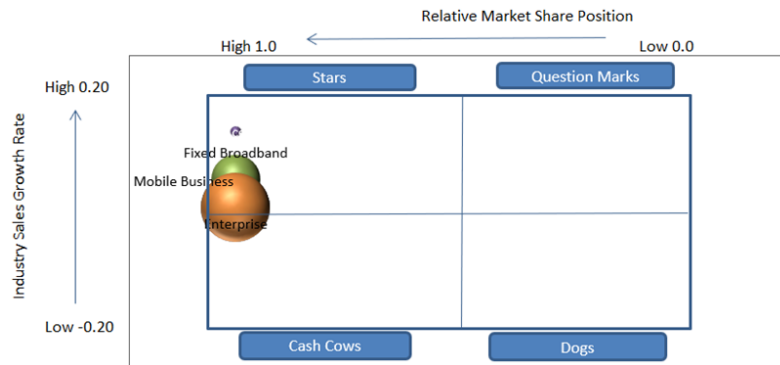 Relative Market Share Position
High 1.0
Low 0.0
Stars
Question Marks
High 0.20
Industry Sales Growth Rate
Fixed Broadband
Mobile Business
Enterprise
Low -0.20
Cash Cows
Dogs